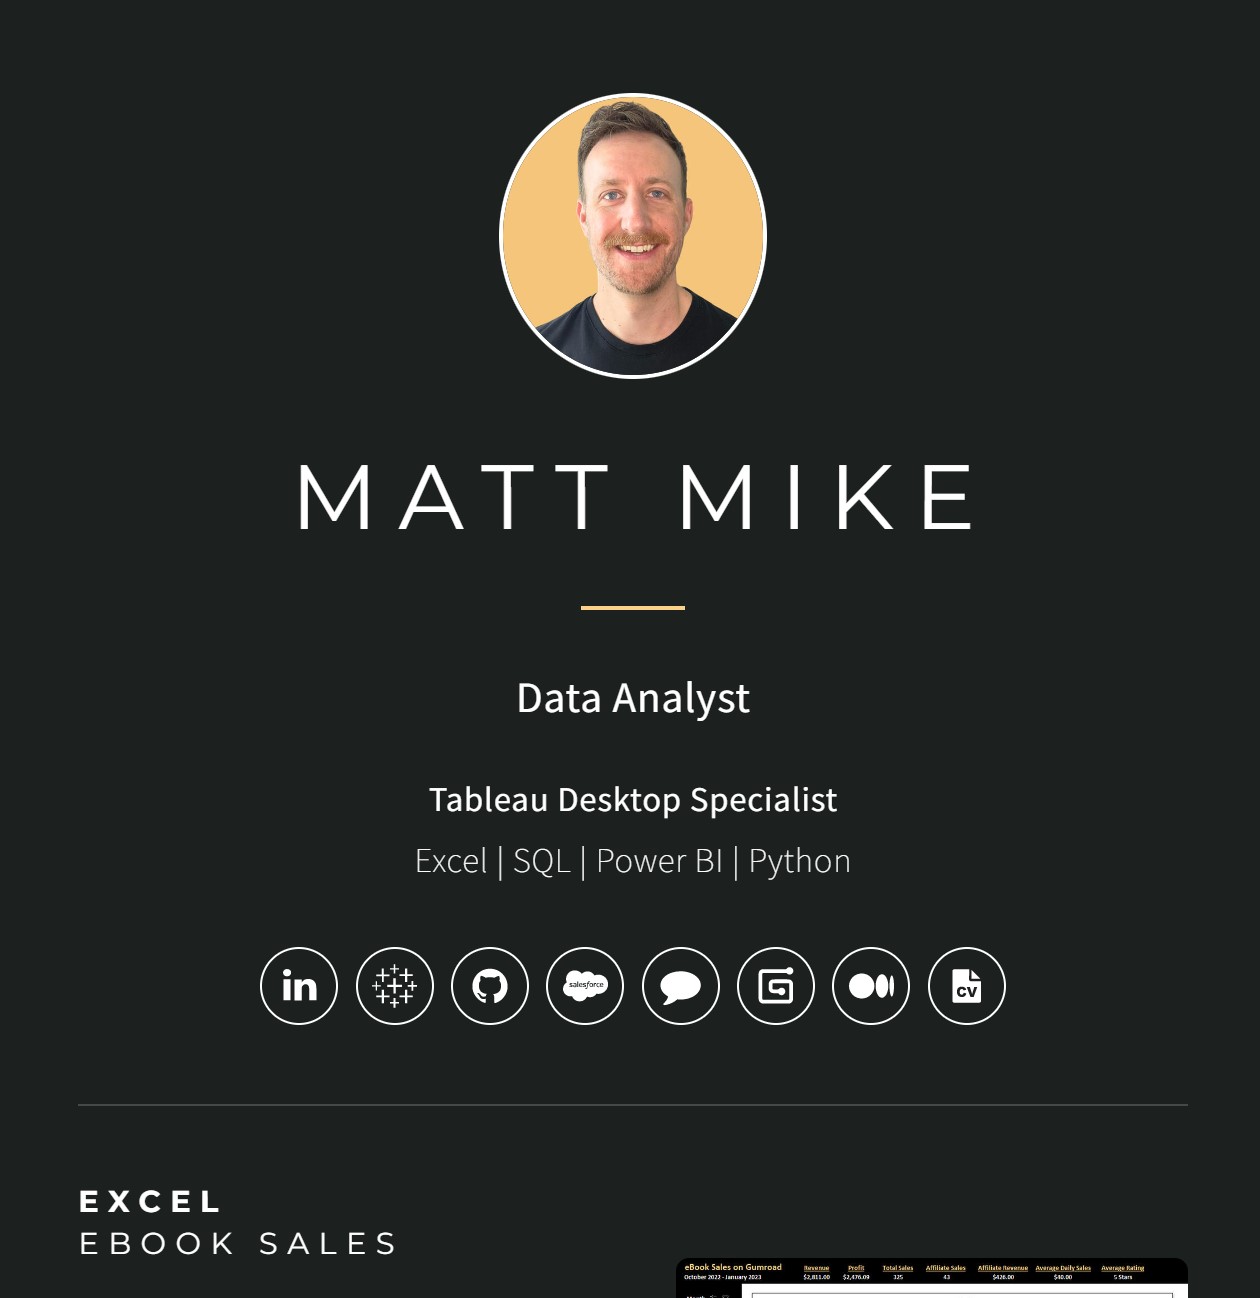 MATT MIKE
Data Analyst
Tableau Desktop Specialist
Excel | SQL | Power BI | Python
in
salesforce
CV
EXCEL
EBOOK SALES
eBook Sales on Gumroad
October 2022 - January 2023
Revenue Profit Total Sales Affiliate Sales Affiliate Revenue Average Daily Sales Average Rating
$2,811.00 $2,476.09 325 43 $426.00 $40.00 5 Stars